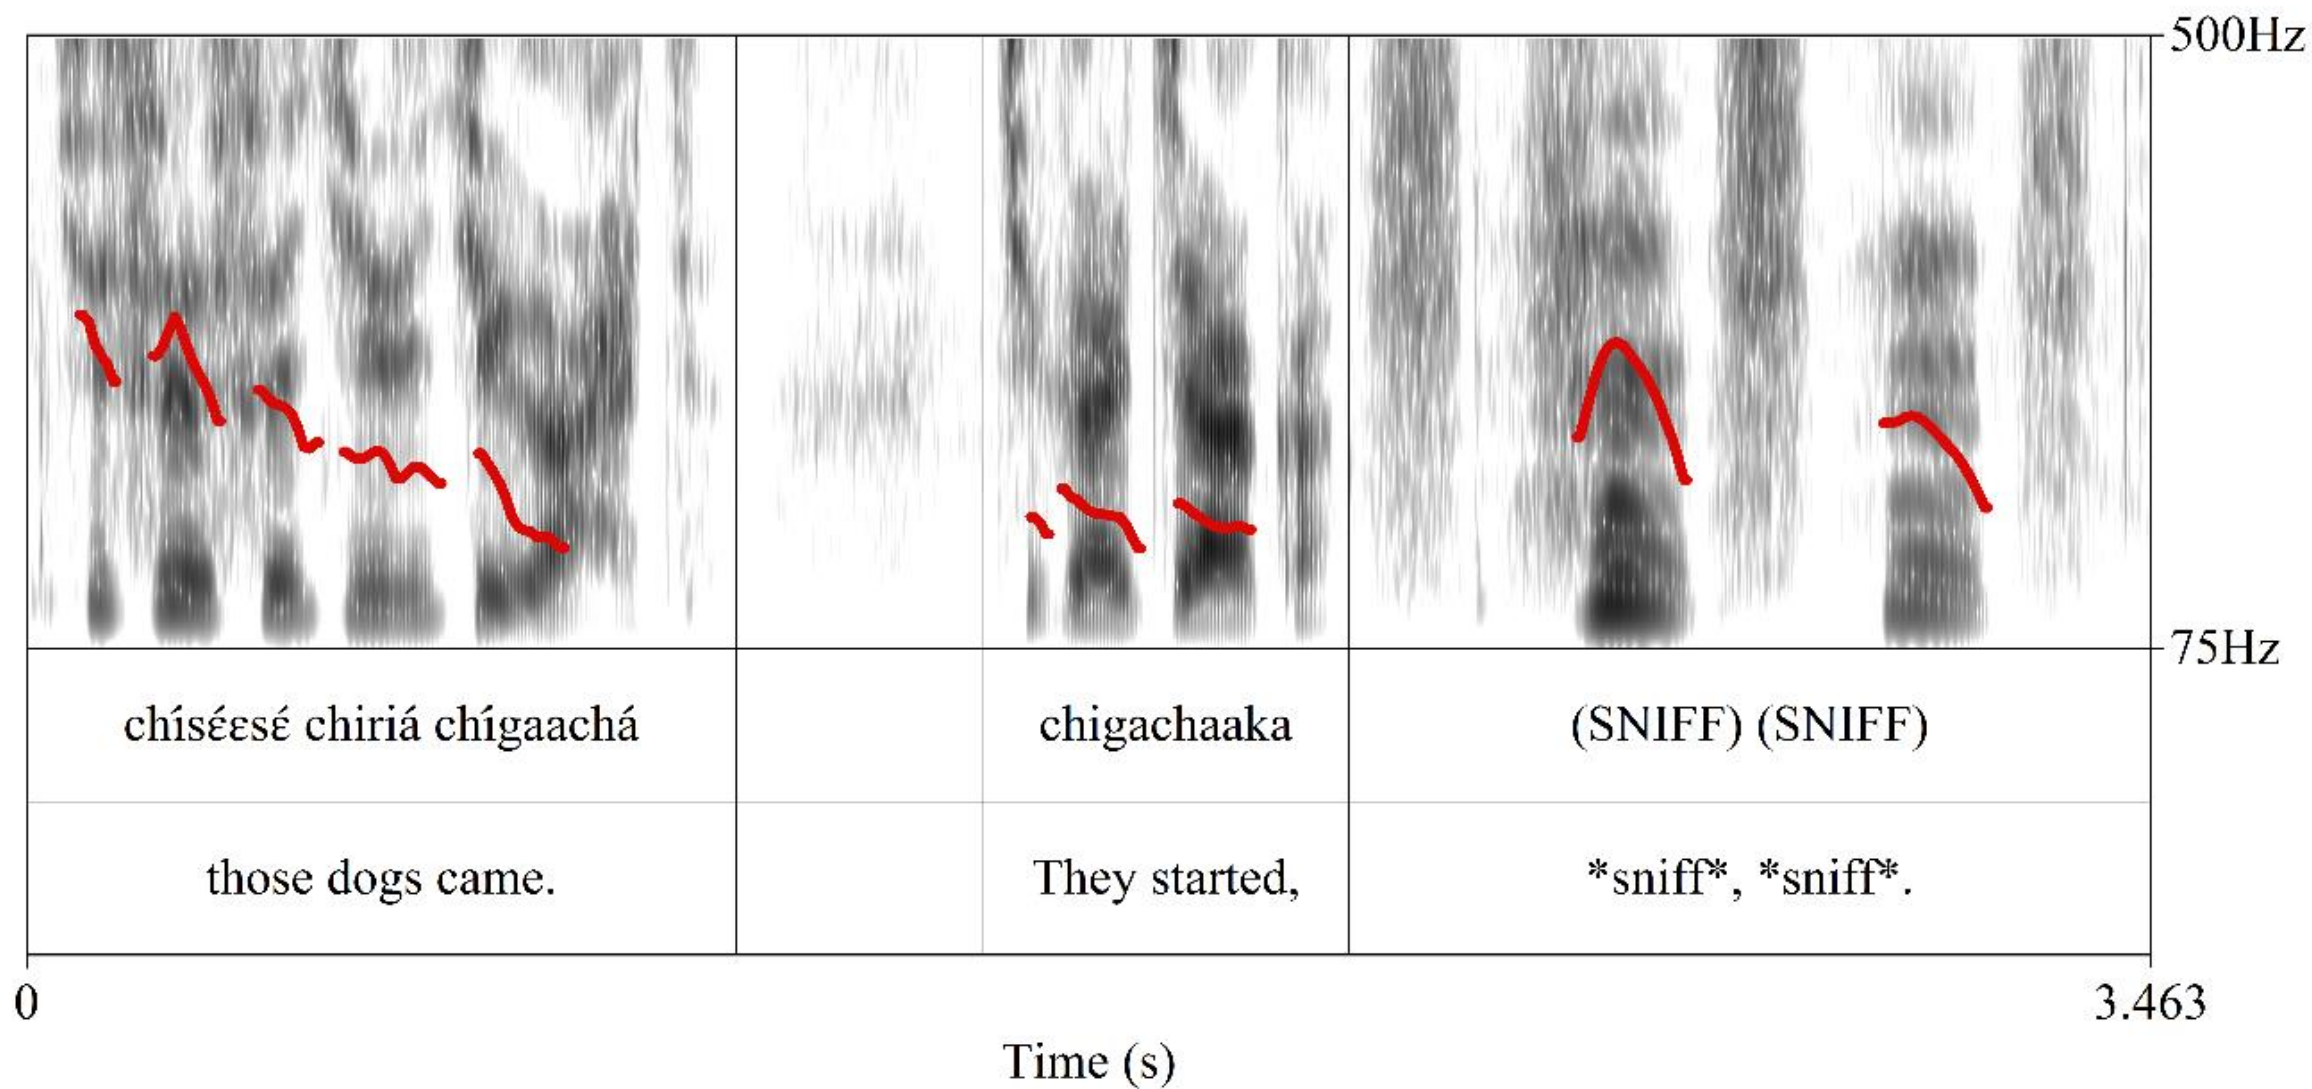 500Hz
75Hz
chísɛ́ɛsɛ́ chiriá chígaachá
chigachaaka
(SNIFF) (SNIFF)
those dogs came.
They started,
*sniff*, *sniff*.
0
3.463
Time (s)